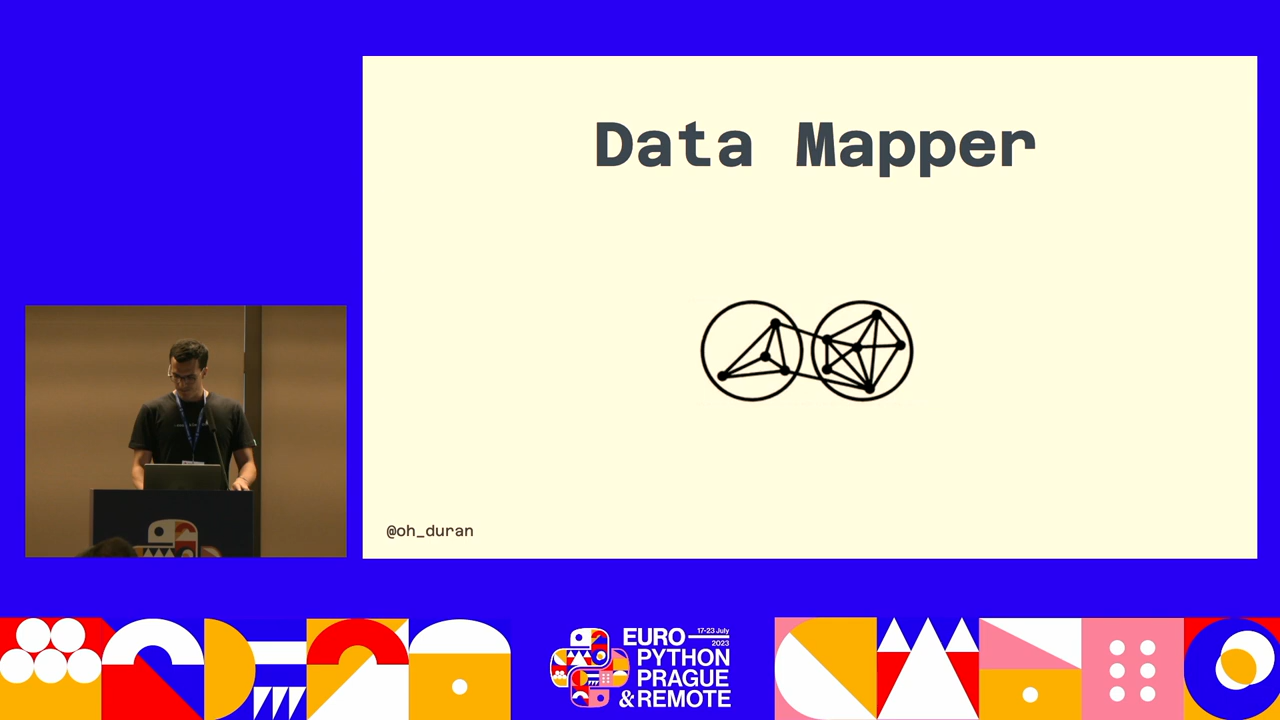 Data Mapper
@oh_duran
EURO
17-23 July
2023
PYTHON
PRAGUE
& REMOTE